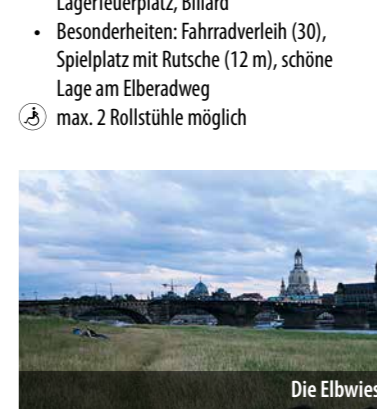 Lagerfeuerplatz, Billard
• Besonderheiten: Fahrradverleih (30),
Spielplatz mit Rutsche (12 m), schöne
Lage am Elberadweg
max. 2 Rollstühle möglich
Die Elbwies